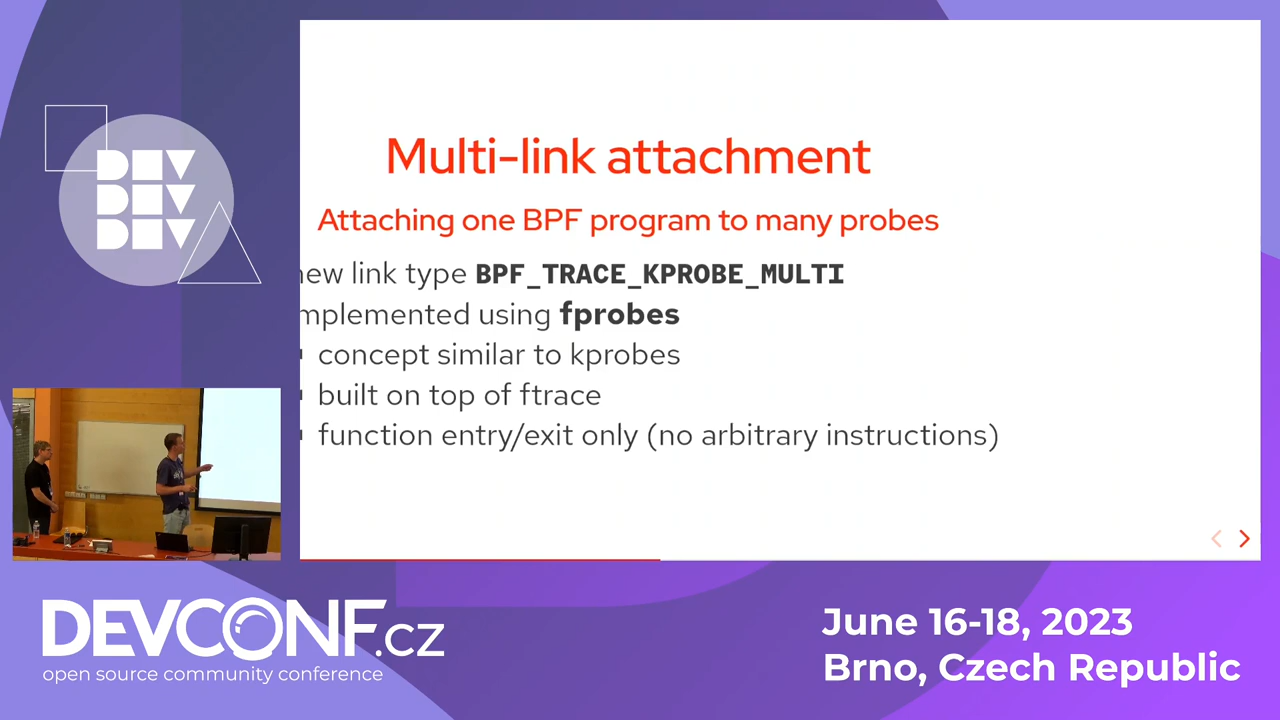 DEV
DEV
DEV
Multi-link attachment
Attaching one BPF program to many probes
new link type BPF_TRACE_KPROBE_MULTI
mplemented using fprobes
concept similar to kprobes
built on top of ftrace
function entry/exit only (no arbitrary instructions)
DEVCONF.cz
open source community conference
June 16-18, 2023
Brno, Czech Republic